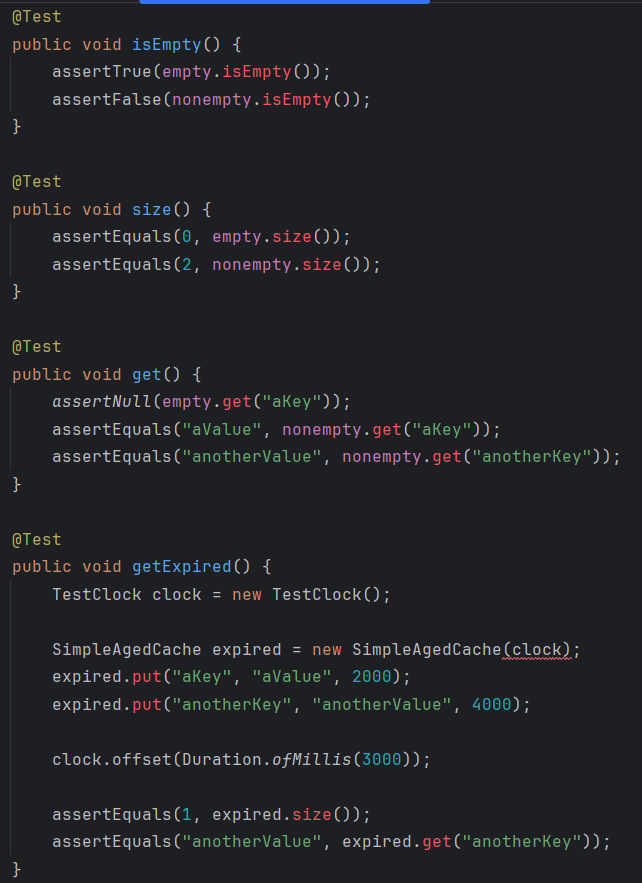 @Test
public void isEmpty() {
    assertTrue(empty.isEmpty());
    assertFalse(nonempty.isEmpty());
}

@Test
public void size() {
    assertEquals(0, empty.size());
    assertEquals(2, nonempty.size());
}

@Test
public void get() {
    assertNull(empty.get("aKey"));
    assertEquals("aValue", nonempty.get("aKey"));
    assertEquals("anotherValue", nonempty.get("anotherKey"));
}

@Test
public void getExpired() {
    TestClock clock = new TestClock();

    SimpleAgedCache expired = new SimpleAgedCache(clock);
    expired.put("aKey", "aValue", 2000);
    expired.put("anotherKey", "anotherValue", 4000);

    clock.offset(Duration.ofMillis(3000));

    assertEquals(1, expired.size());
    assertEquals("anotherValue", expired.get("anotherKey"));
}